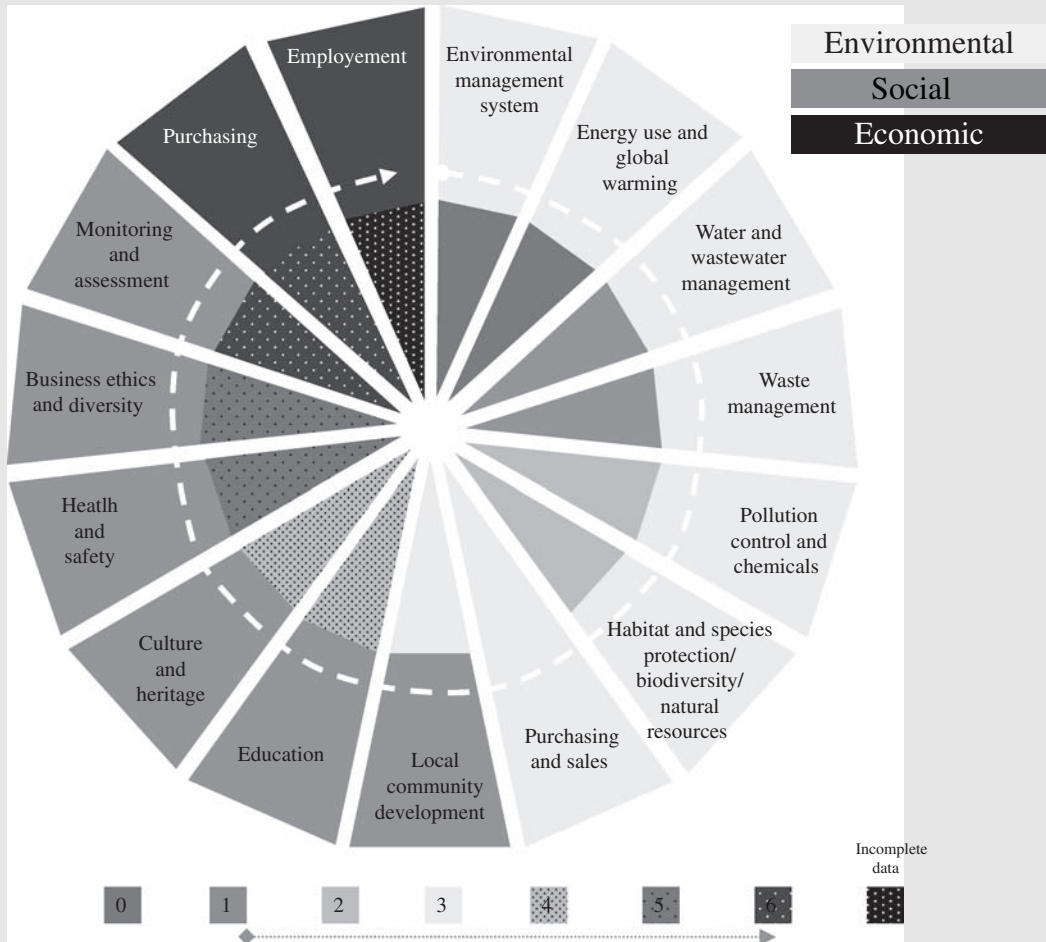 Environmental
Social
Economic
Employement
Environmental
management
system
Energy use and
global
warming
Water and
wastewater
management
Waste
management
Pollution
control and
chemicals
Habitat and species
protection/
biodiversity/
natural
resources
Purchasing
and sales
Local
community
development
Education
Culture
and
heritage
Heatlh
and
safety
Business ethics
and diversity
Monitoring
and
assessment
Purchasing
0
1
2
3
4
5
6
Incomplete
data